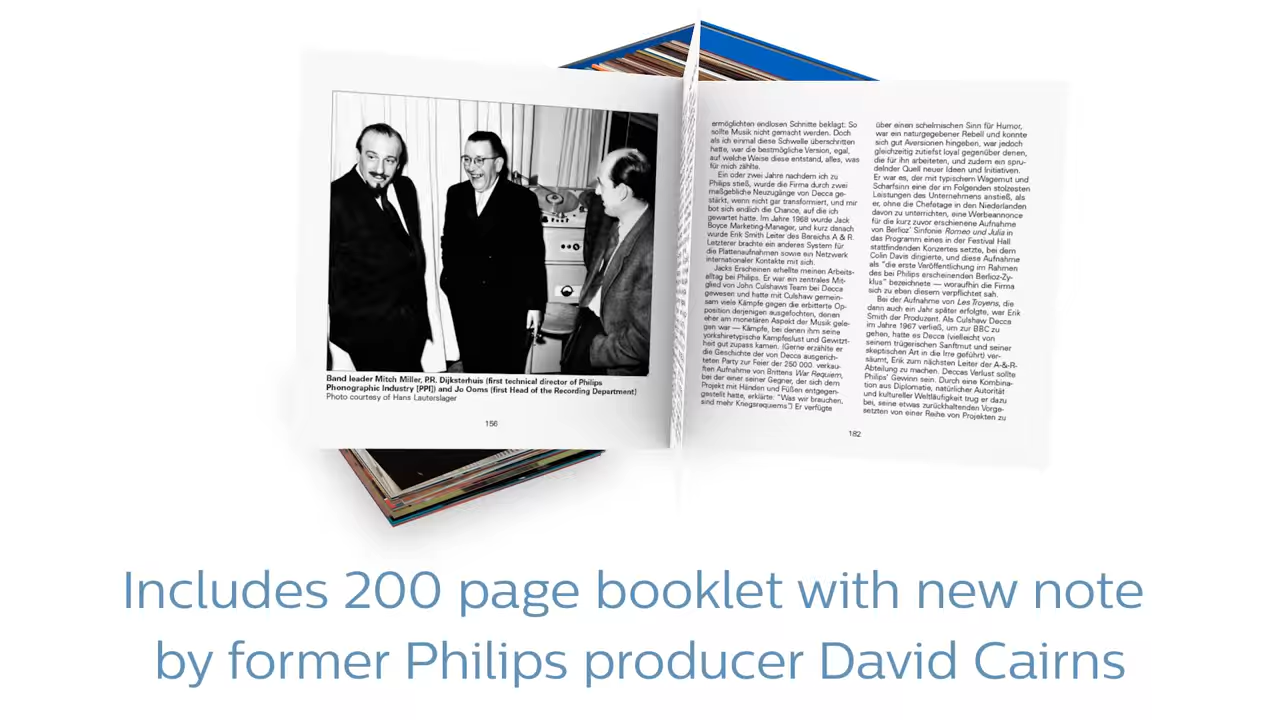 Band leader Mitch Miller, P.R. Dijksterhuis (first technical director of Philips
Phonographic Industry [PPI]) and Jo Ooms (first Head of the Recording Department)
Photo courtesy of Hans Lauterslager
156
ermöglichten endlosen Schnitte beklagt: So
sollte Musik nicht gemacht werden. Doch
als ich einmal diese Schwelle überschritten
hatte, war die bestmögliche Version, egal,
auf welche Weise diese entstand, alles, was
für mich zählte.
Ein oder zwei Jahre nachdem ich zu
Philips stieß, wurde die Firma durch zwei
maßgebliche Neuzugänge von Decca ge-
stärkt, wenn nicht gar transformiert, und mir
bot sich endlich die Chance, auf die ich
gewartet hatte. Im Jahre 1968 wurde Jack
Boyce Marketing-Manager, und kurz danach
wurde Erik Smith Leiter des Bereichs A & R.
Letzterer brachte ein anderes System für
die Plattenaufnahmen sowie ein Netzwerk
internationaler Kontakte mit sich.
Jacks Erscheinen erhellte meinen Arbeits-
alltag bei Philips. Er war ein zentrales Mit-
glied von John Culshaws Team bei Decca
gewesen und hatte mit Culshaw gemein-
sam viele Kämpfe gegen die erbitterte Op-
position derjenigen ausgefochten, denen
eher am monetären Aspekt der Musik gele-
gen war — Kämpfe, bei denen ihm seine
yorkshiretypische Kampfeslust und Gewitzt-
heit gut zupass kamen. (Gerne erzählte er
die Geschichte der von Decca ausgerich-
teten Party zur Feier der 250 000. verkau-
ften Aufnahme von Brittens War Requiem,
bei der einer seiner Gegner, der sich dem
Projekt mit Händen und Füßen entgegen-
gestellt hatte, erklärte: "Was wir brauchen,
sind mehr Kriegsrequiems".) Er verfügte
über einen schelmischen Sinn für Humor,
war ein naturgegebener Rebell und konnte
sich gut Aversionen hingeben, war jedoch
gleichzeitig zutiefst loyal gegenüber denen,
die für ihn arbeiteten, und zudem ein spru-
delnder Quell neuer Ideen und Initiativen.
Er war es, der mit typischem Wagemut und
Scharfsinn eine der im Folgenden stolzesten
Leistungen des Unternehmens anstieß, als
er, ohne die Chefetage in den Niederlanden
davon zu unterrichten, eine Werbeannonce
für die kurz zuvor erschienene Aufnahme
von Berlioz' Sinfonie Romeo und Julia in
das Programm eines in der Festival Hall
stattfindenden Konzertes setzte, bei dem
Colin Davis dirigierte, und diese Aufnahme
als "die erste Veröffentlichung im Rahmen
des bei Philips erscheinenden Berlioz-Zy-
klus" bezeichnete — woraufhin die Firma
sich zu eben diesem verpflichtet sah.
Bei der Aufnahme von Les Troyens, die
dann auch ein Jahr später erfolgte, war Erik
Smith der Produzent. Als Culshaw Decca
im Jahre 1967 verließ, um zur BBC zu
gehen, hatte es Decca (vielleicht von
seinem trügerischen Sanftmut und seiner
skeptischen Art in die Irre geführt) ver-
säumt, Erik zum nächsten Leiter der A-&-R-
Abteilung zu machen. Deccas Verlust sollte
Philips' Gewinn sein. Durch eine Kombina-
tion aus Diplomatie, natürlicher Autorität
und kultureller Weltläufigkeit trug er dazu
bei, seine etwas zurückhaltenden Vorge-
setzten von einer Reihe von Projekten zu
182
Includes 200 page booklet with new note
by former Philips producer David Cairns